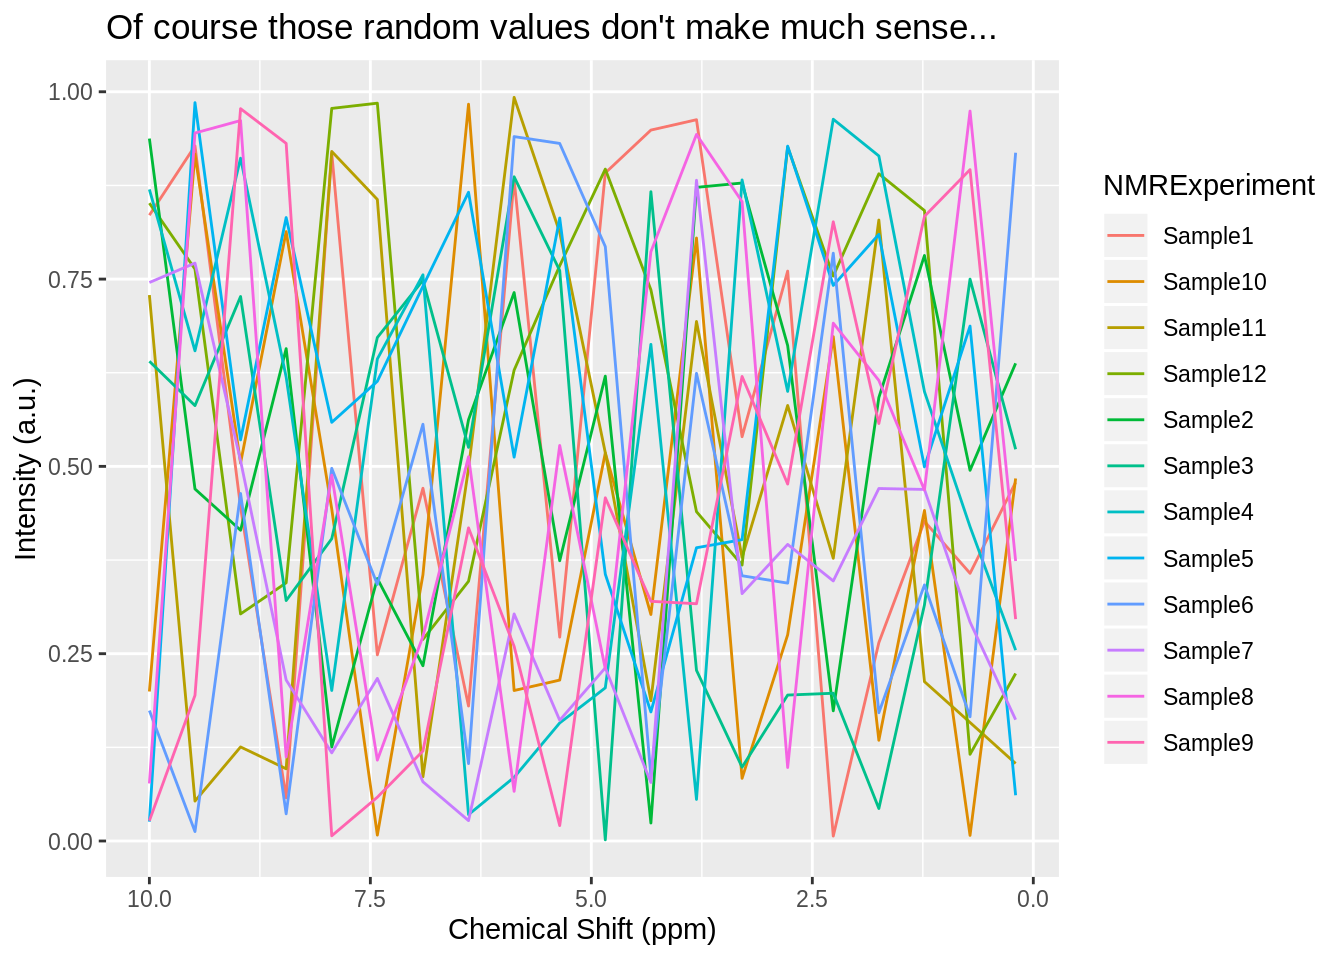 Of course those random values don't make much sense...
1.00
0.75
0.50
0.25
0.00
Intensity (a.u.)
10.0 7.5 5.0 2.5 0.0
Chemical Shift (ppm)
NMRExperiment
Sample1
Sample10
Sample11
Sample12
Sample2
Sample3
Sample4
Sample5
Sample6
Sample7
Sample8
Sample9